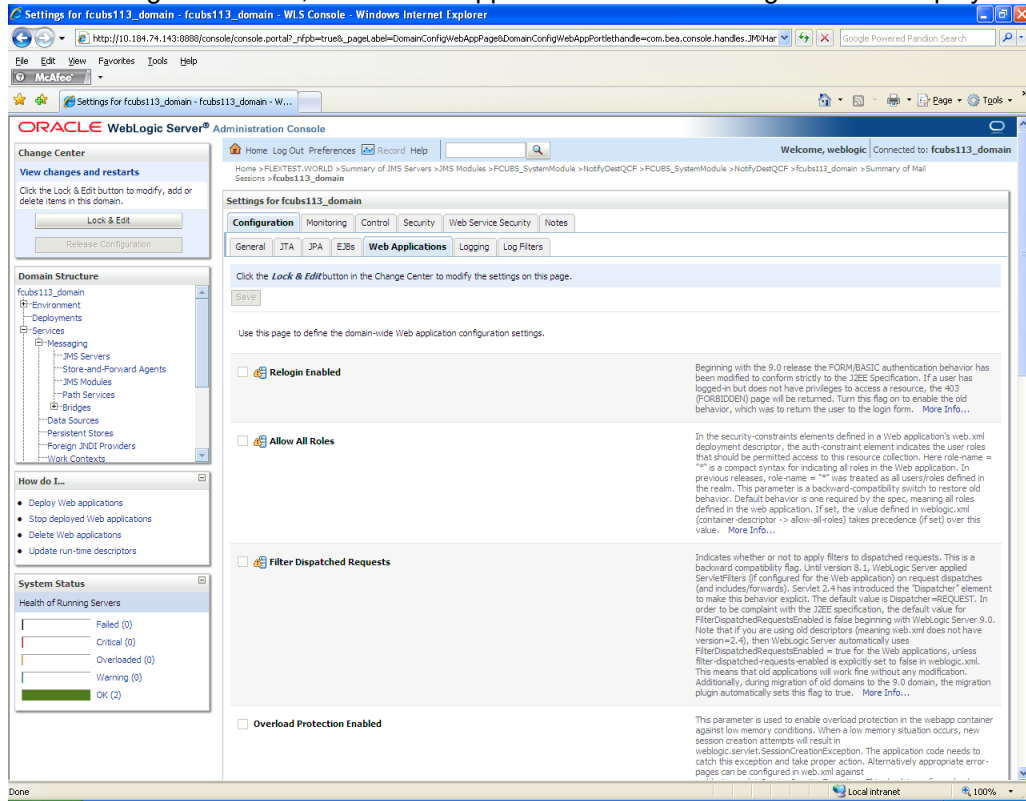 Settings for fcubs113_domain - fcubs113_domain - WLS Console - Windows Internet Explorer
http://10.184.74.143:8888/console/console.portal?_nfpb=true&_pageLabel=DomainConfigWebAppPage&DomainConfigWebAppPortlethandle=com.bea.console.handles.JMXHar
Google Powered Pandion Search
File Edit View Favorites Tools Help
McAfee
Settings for fcubs113_domain - fcubs113_domain - W...
Page Tools
ORACLE WebLogic Server® Administration Console
Change Center
View changes and restarts
Click the Lock & Edit button to modify, add or
delete items in this domain.
Lock & Edit
Release Configuration
Domain Structure
fcubs113_domain
Environment
Deployments
Services
Messaging
JMS Servers
Store-and-Forward Agents
JMS Modules
Path Services
Bridges
Data Sources
Persistent Stores
Foreign JNDI Providers
Work Contexts
How do I...
Deploy Web applications
Stop deployed Web applications
Delete Web applications
Update run-time descriptors
System Status
Health of Running Servers
Failed (0)
Critical (0)
Overloaded (0)
Warning (0)
OK (2)
Home Log Out Preferences Record Help
Welcome, weblogic Connected to: fcubs113_domain
Home >FLEXTEST.WORLD >Summary of JMS Servers >JMS Modules >FCUBS_SystemModule >NotifyDestQCF >FCUBS_SystemModule >NotifyDestQCF >fcubs113_domain >Summary of Mail
Sessions >fcubs113_domain
Settings for fcubs113_domain
Configuration Monitoring Control Security Web Service Security Notes
General JTA JPA EJBs Web Applications Logging Log Filters
Click the Lock & Edit button in the Change Center to modify the settings on this page.
Save
Use this page to define the domain-wide Web application configuration settings.
Relogin Enabled
Beginning with the 9.0 release the FORM/BASIC authentication behavior has
been modified to conform strictly to the J2EE Specification. If a user has
logged-in but does not have privileges to access a resource, the 403
(FORBIDDEN) page will be returned. Turn this flag on to enable the old
behavior, which was to return the user to the login form. More Info...
Allow All Roles
In the security-constraints elements defined in a Web application's web.xml
deployment descriptor, the auth-constraint element indicates the user roles
that should be permitted access to this resource collection. Here role-name =
"*" is a compact syntax for indicating all roles in the Web application. In
previous releases, role-name = "*" was treated as all users/roles defined in
the realm. This parameter is a backward-compatibility switch to restore old
behavior. Default behavior is one required by the spec, meaning all roles
defined in the web application. If set, the value defined in weblogic.xml
(container-descriptor -> allow-all-roles) takes precedence (if set) over this
value. More Info...
Filter Dispatched Requests
Indicates whether or not to apply filters to dispatched requests. This is a
backward compatibility flag. Until version 8.1, WebLogic Server applied
ServletFilters (if configured for the Web application) on request dispatches
(and includes/forwards). Servlet 2.4 has introduced the "Dispatcher" element
to make this behavior explicit. The default value is Dispatcher=REQUEST. In
order to be complaint with the J2EE specification, the default value for
FilterDispatchedRequestsEnabled is false beginning with WebLogic Server 9.0.
Note that if you are using old descriptors (meaning web.xml does not have
version=2.4), then WebLogic Server automatically uses
FilterDispatchedRequestsEnabled = true for the Web applications, unless
filter-dispatched-requests-enabled is explicitly set to false in weblogic.xml.
This means that old applications will work fine without any modification.
Additionally, during migration of old domains to the 9.0 domain, the migration
plugin automatically sets this flag to true. More Info...
Overload Protection Enabled
This parameter is used to enable overload protection in the webapp container
against low memory conditions. When a low memory situation occurs, new
session creation attempts will result in
weblogic.servlet.SessionCreationException. The application code needs to
catch this exception and take proper action. Alternatively appropriate error-
pages can be configured in web.xml against
Done
Local intranet
100%